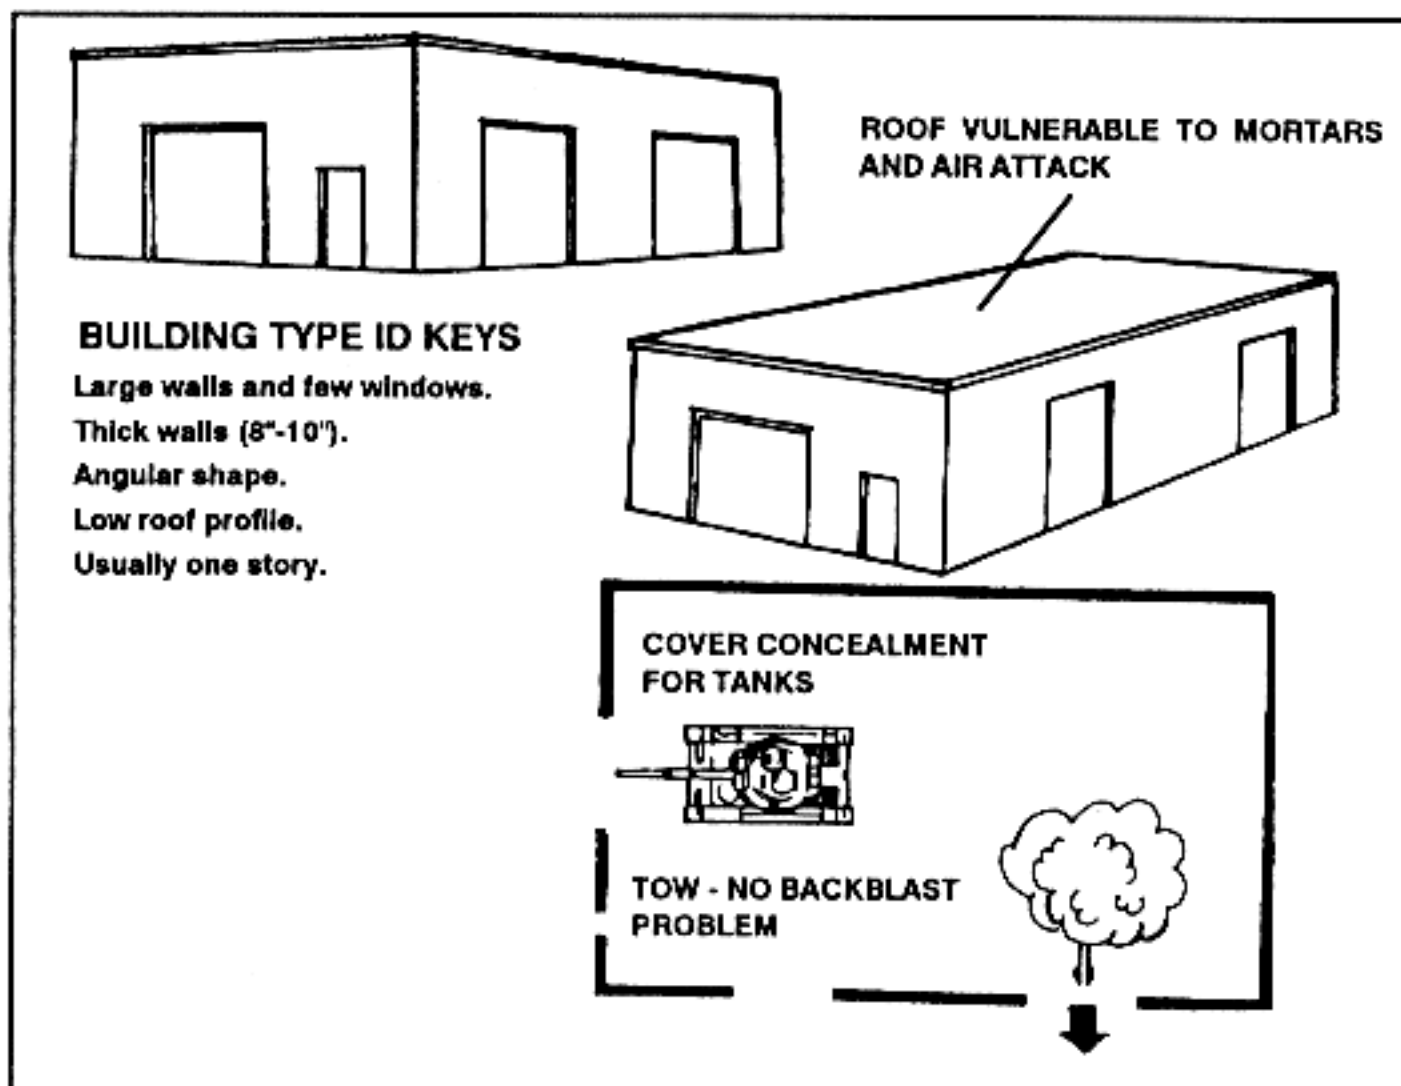 ROOF VULNERABLE TO MORTARS
AND AIR ATTACK
BUILDING TYPE ID KEYS
Large walls and few windows.
Thick walls (8"-10").
Angular shape.
Low roof profile.
Usually one story.
COVER CONCEALMENT
FOR TANKS
TOW - NO BACKBLAST
PROBLEM